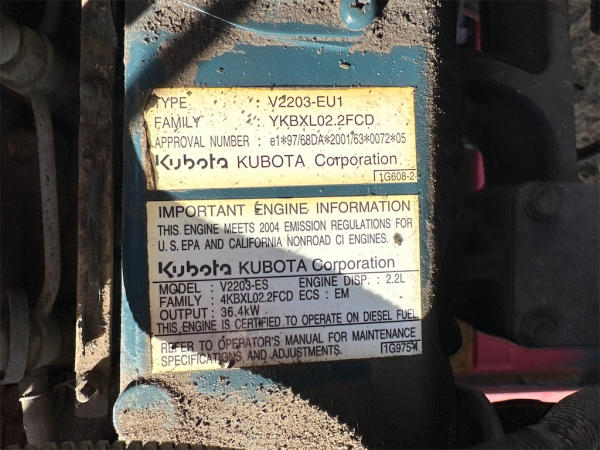 TYPE : V2203-EU1
FAMILY : YKBXL02.2FCD
APPROVAL NUMBER : e1*97/68DA*2001/63*0072*05
Kubota KUBOTA Corporation
1G608-2
IMPORTANT ENGINE INFORMATION
THIS ENGINE MEETS 2004 EMISSION REGULATIONS FOR
U.S. EPA AND CALIFORNIA NONROAD CI ENGINES.
Kubota KUBOTA Corporation
MODEL : V2203-ES ENGINE DISPL. : 2.2L
FAMILY : 4KBXL02.2FCD ECS : EM
OUTPUT : 36.4kW
THIS ENGINE IS CERTIFIED TO OPERATE ON DIESEL FUEL
REFER TO OPERATOR'S MANUAL FOR MAINTENANCE
SPECIFICATIONS AND ADJUSTMENTS.